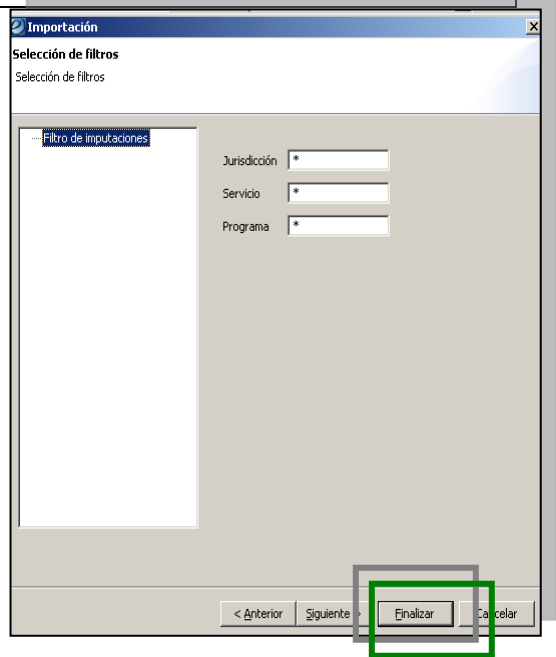 Importación
Selección de filtros
Selección de filtros
Filtro de imputaciones
Jurisdicción *
Servicio *
Programa *
< Anterior Siguiente > Finalizar Cancelar